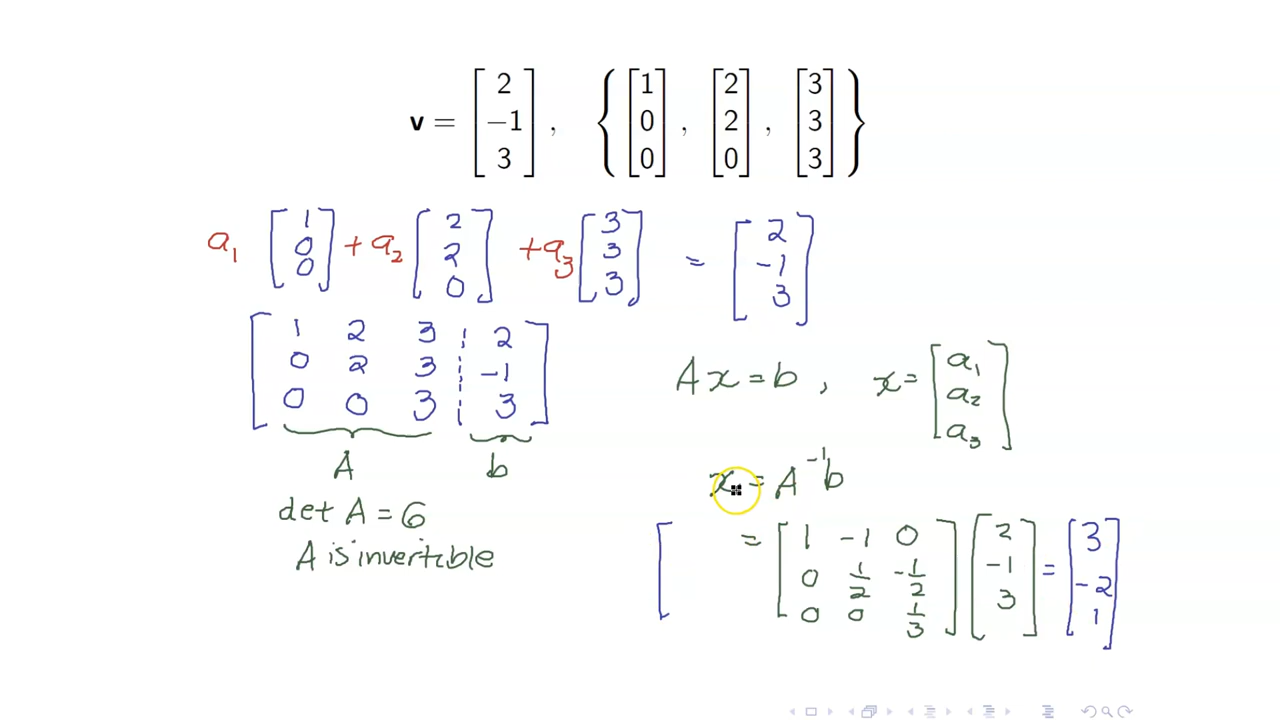 v = [2; −1; 3], {[1; 0; 0], [2; 2; 0], [3; 3; 3]}
a₁ [1; 0; 0] + a₂ [2; 2; 0] + a₃ [3; 3; 3] = [2; -1; 3]
[1 2 3 ¦ 2; 0 2 3 ¦ -1; 0 0 3 ¦ 3]
A b
Ax = b, x = [a₁; a₂; a₃]
det A = 6
A is invertible
x = A⁻¹b
[ = [1 -1 0; 0 1/2 -1/2; 0 0 1/3] [2; -1; 3] = [3; -2; 1]